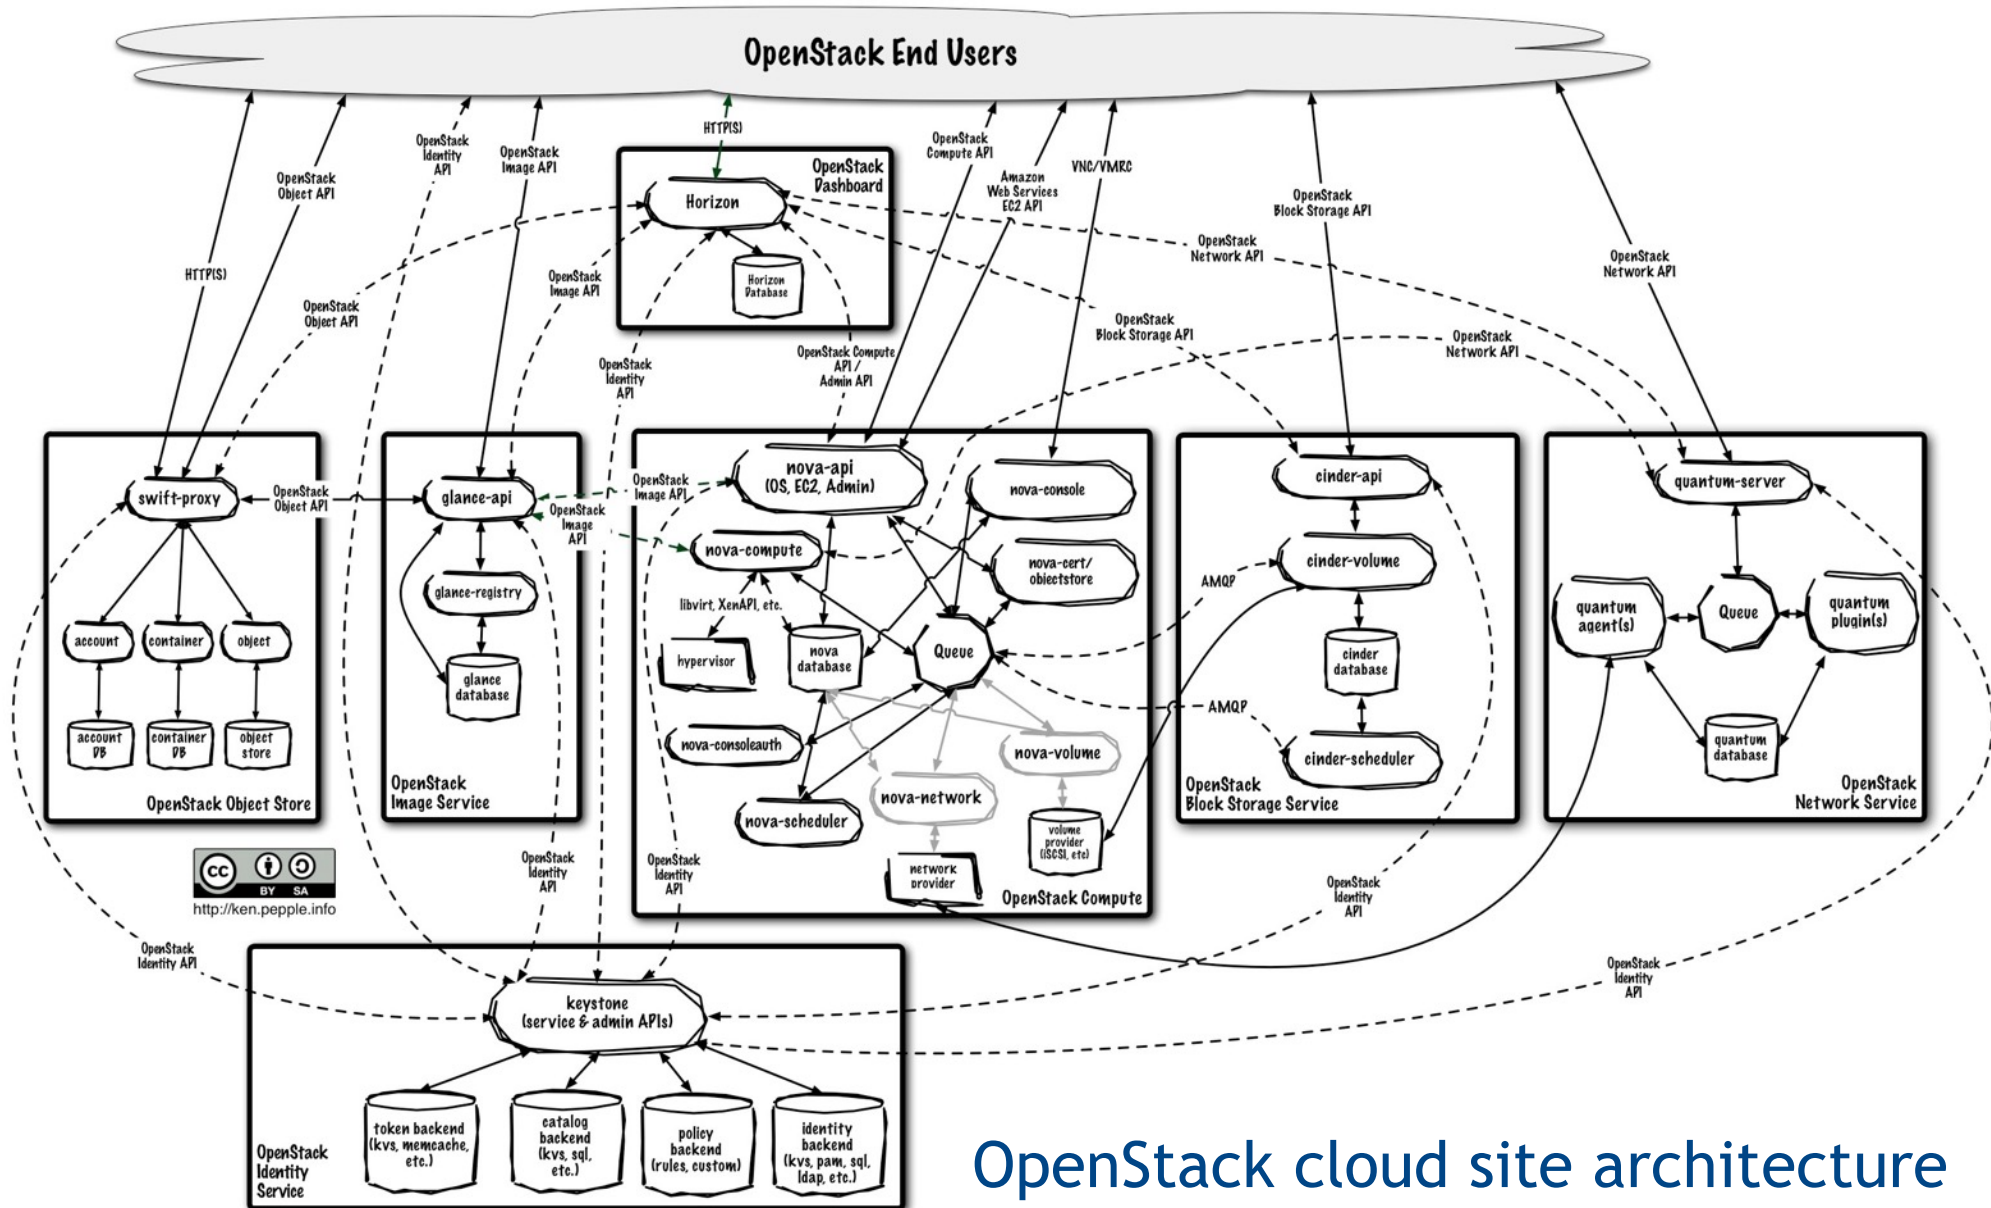 OpenStack End Users
HTTP(S)
OpenStack
Object API
OpenStack
Identity
API
OpenStack
Image API
HTTP(S)
OpenStack
Compute API
Amazon
Web Services
EC2 API
VNC/VMRC
OpenStack
Block Storage API
OpenStack
Network API
OpenStack
Dashboard
Horizon
Horizon
Database
OpenStack
Object API
OpenStack
Image API
OpenStack
Identity
API
OpenStack Compute
API /
Admin API
OpenStack
Block Storage API
OpenStack
Network API
OpenStack
Network API
swift-proxy
account
container
object
account
DB
container
DB
object
store
OpenStack Object Store
OpenStack
Object API
glance-api
glance-registry
glance
database
OpenStack
Image Service
OpenStack
Image API
OpenStack
Image
API
nova-api
(OS, EC2, Admin)
nova-console
nova-compute
nova-cert/
objectstore
libvirt, XenAPI, etc.
hypervisor
nova
database
Queue
nova-consoleauth
nova-volume
nova-network
nova-scheduler
volume
provider
(iSCSI, etc)
network
provider
OpenStack Compute
AMQP
AMQP
cinder-api
cinder-volume
cinder
database
cinder-scheduler
OpenStack
Block Storage Service
quantum-server
quantum
agent(s)
Queue
quantum
plugin(s)
quantum
database
OpenStack
Network Service
cc
BY SA
http://ken.pepple.info
OpenStack
Identity API
OpenStack
Identity
API
OpenStack
Identity
API
OpenStack
Identity
API
OpenStack
Identity
API
keystone
(service & admin APIs)
token backend
(kvs, memcache,
etc.)
catalog
backend
(kvs, sql,
etc.)
policy
backend
(rules, custom)
identity
backend
(kvs, pam, sql,
ldap, etc.)
OpenStack
Identity
Service
OpenStack cloud site architecture